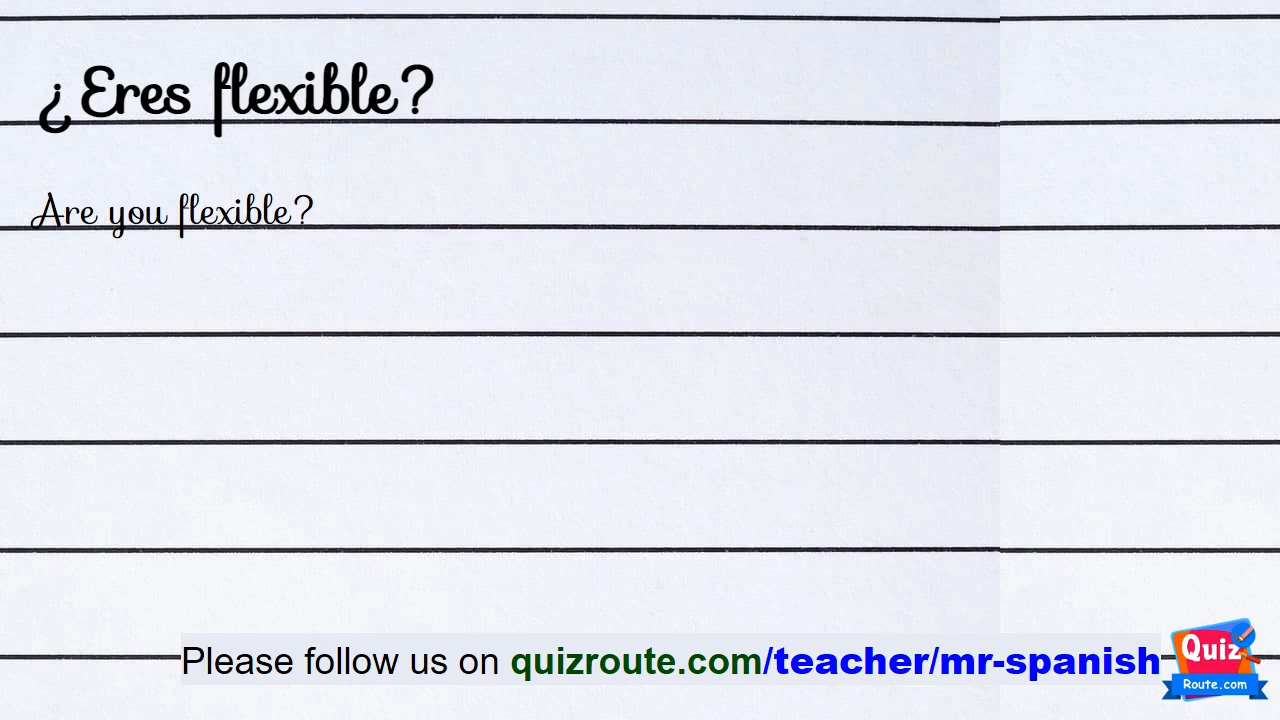 ¿Eres flexible?
Are you flexible?
Please follow us on quizroute.com/teacher/mr-spanish
Quiz
Route.com